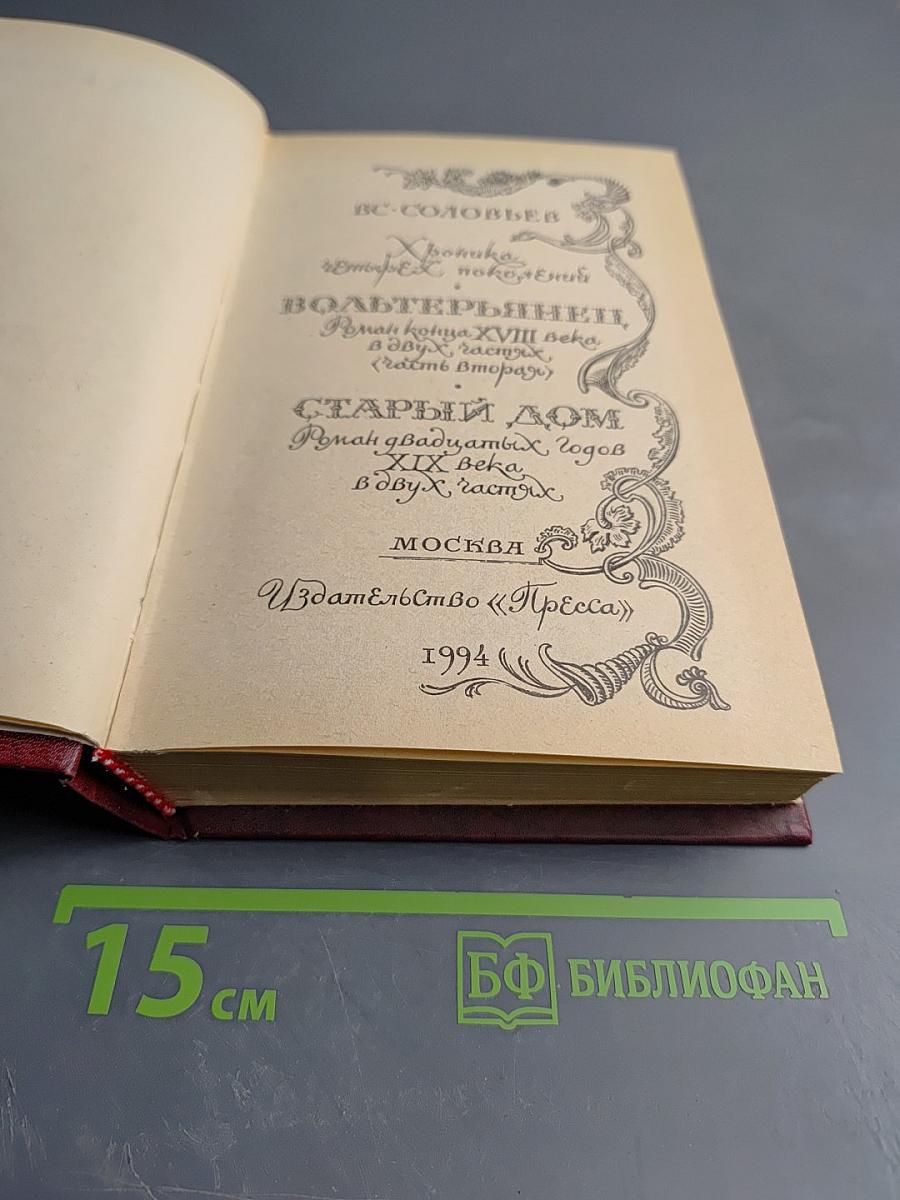 ВС·СОЛОВЬЕВ
Хроника
четырех поколений
ВОЛЬТЕРЬЯНЕЦ
Роман конца XVIII века
в двух частях
(часть вторая)
СТАРЫЙ ДОМ
Роман двадцатых годов
XIX века
в двух частях
МОСКВА
Издательство «Пресса»
1994
15 см
БФ БИБЛИОФАН